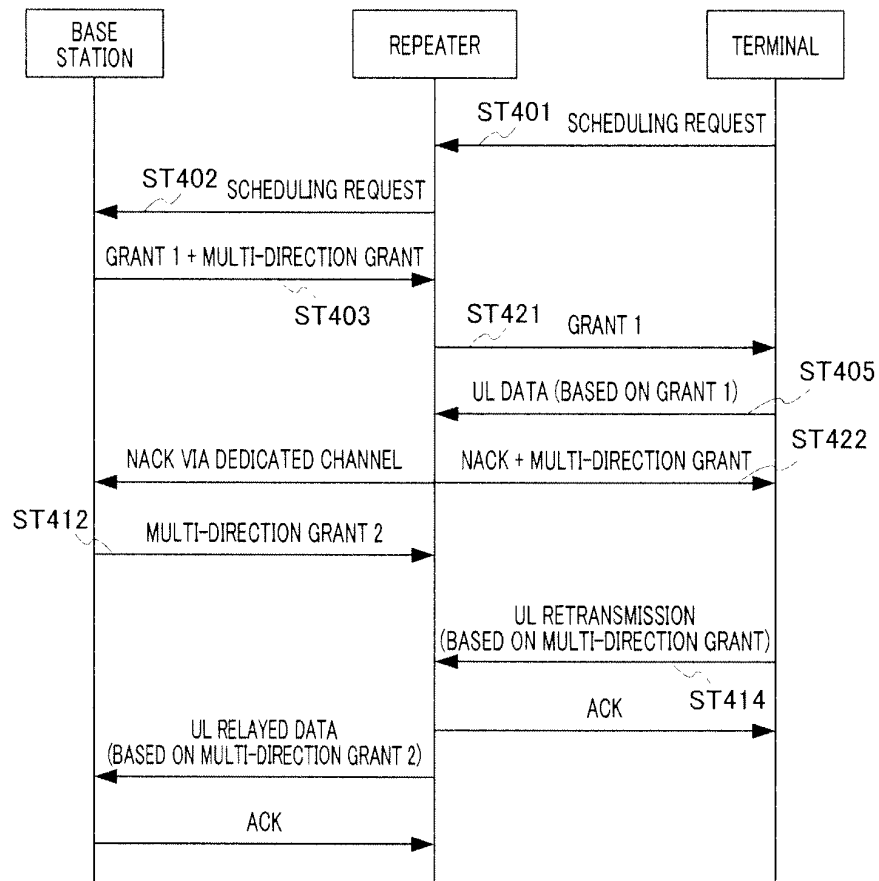 BASE
STATION
REPEATER
TERMINAL
ST401
SCHEDULING REQUEST
ST402
SCHEDULING REQUEST
GRANT 1 + MULTI-DIRECTION GRANT
ST403
ST421
GRANT 1
ST405
UL DATA (BASED ON GRANT 1)
ST422
NACK VIA DEDICATED CHANNEL
NACK + MULTI-DIRECTION GRANT
ST412
MULTI-DIRECTION GRANT 2
UL RETRANSMISSION
(BASED ON MULTI-DIRECTION GRANT)
ST414
ACK
UL RELAYED DATA
(BASED ON MULTI-DIRECTION GRANT 2)
ACK